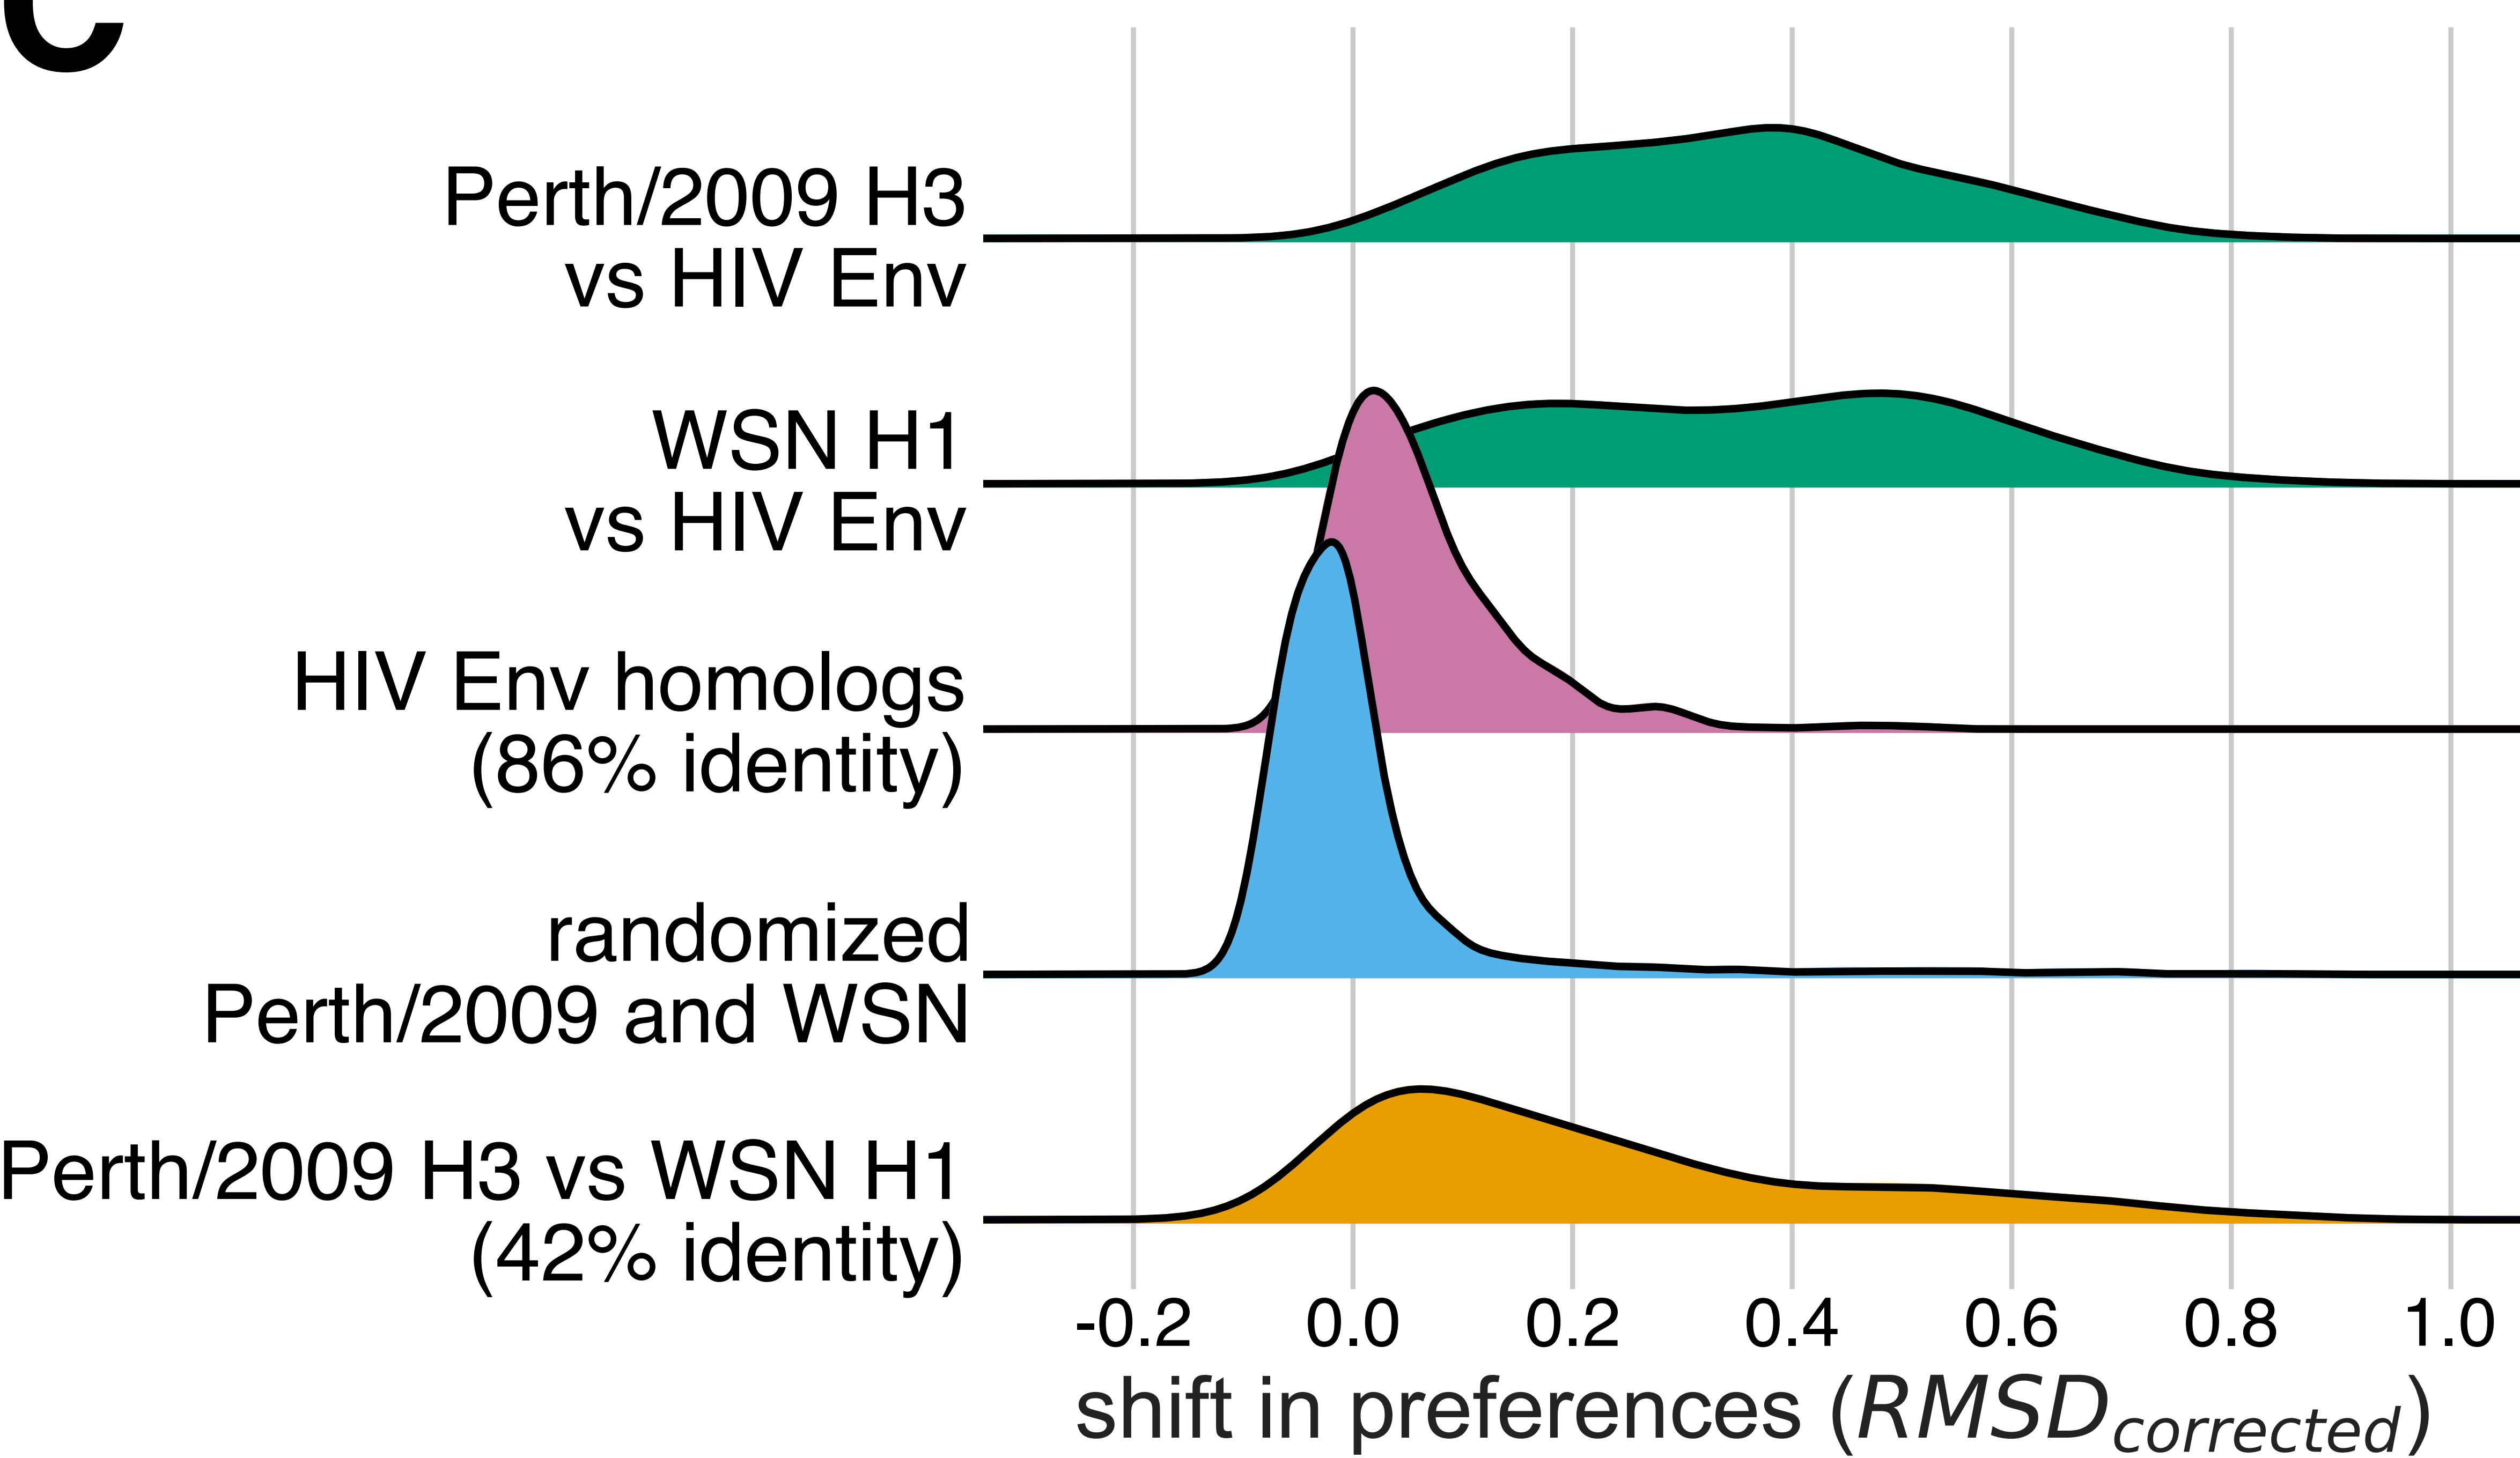 C
Perth/2009 H3
vs HIV Env
WSN H1
vs HIV Env
HIV Env homologs
(86% identity)
randomized
Perth/2009 and WSN
Perth/2009 H3 vs WSN H1
(42% identity)
-0.2 0.0 0.2 0.4 0.6 0.8 1.0
shift in preferences (RMSD_corrected)